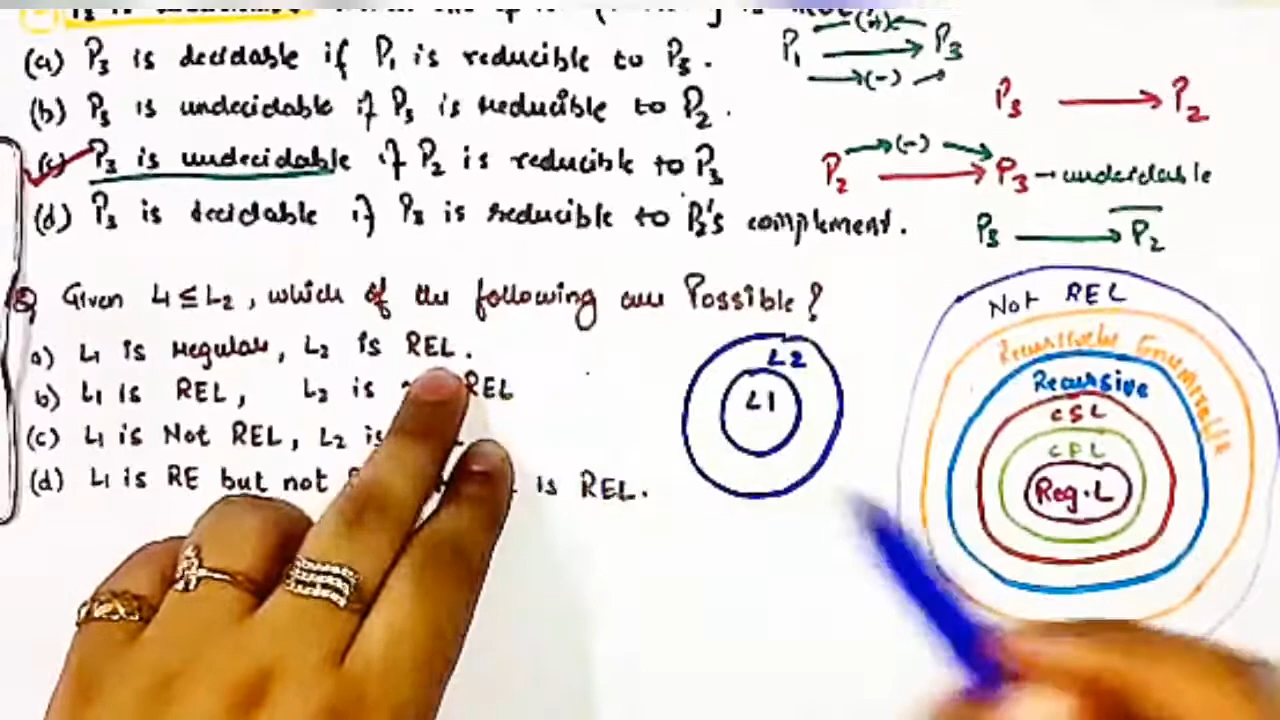 (a) P3 is decidable if P1 is reducible to P3.
(b) P3 is undecidable if P3 is reducible to P2.
(c) P3 is undecidable if P2 is reducible to P3
(d) P3 is decidable if P3 is reducible to P2's complement.
P1 → P3
(+)
(-)
P3 → P2
P2 → P3 → undecidable
(-)
P3 → P2
Q Given L1 ≤ L2, which of the following are Possible?
a) L1 is regular, L2 is REL.
b) L1 is REL, L2 is REL
(c) L1 is Not REL, L2 is
(d) L1 is RE but not is REL.
L2
L1
Not REL
Recursively Enumerable
Recursive
CSL
CFL
Reg.L